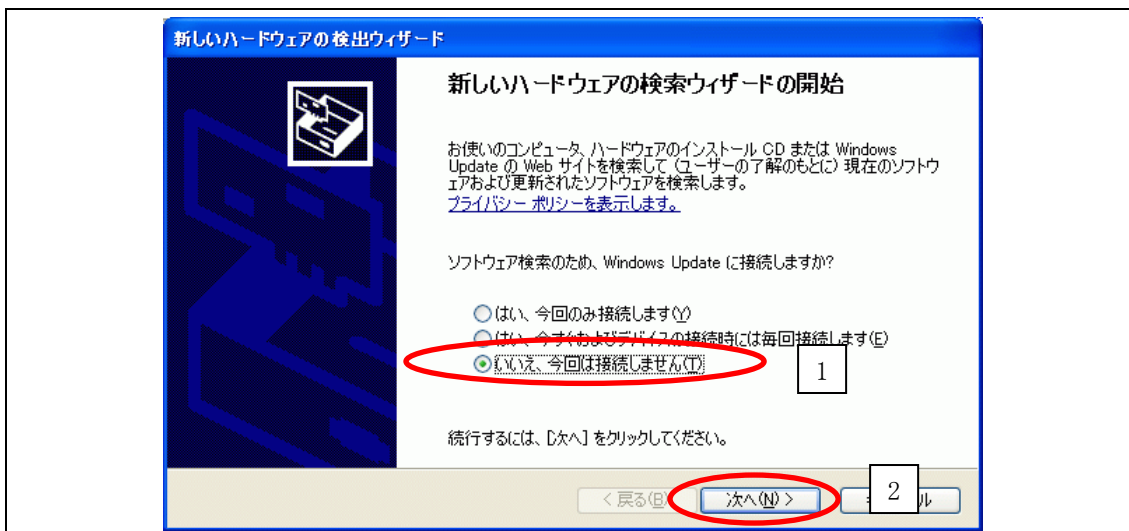 新しいハードウェアの検出ウィザード
新しいハードウェアの検索ウィザードの開始
お使いのコンピュータ、ハードウェアのインストール CD または Windows
Update の Web サイトを検索して (ユーザーの了解のもとに) 現在のソフトウ
ェアおよび更新されたソフトウェアを検索します。
プライバシー ポリシーを表示します。
ソフトウェア検索のため、Windows Update に接続しますか?
はい、今回のみ接続します(Y)
はい、今すぐおよびデバイスの接続時には毎回接続します(E)
いいえ、今回は接続しません(T)
1
続行するには、[次へ] をクリックしてください。
< 戻る(B)
次へ(N) >
2
ル